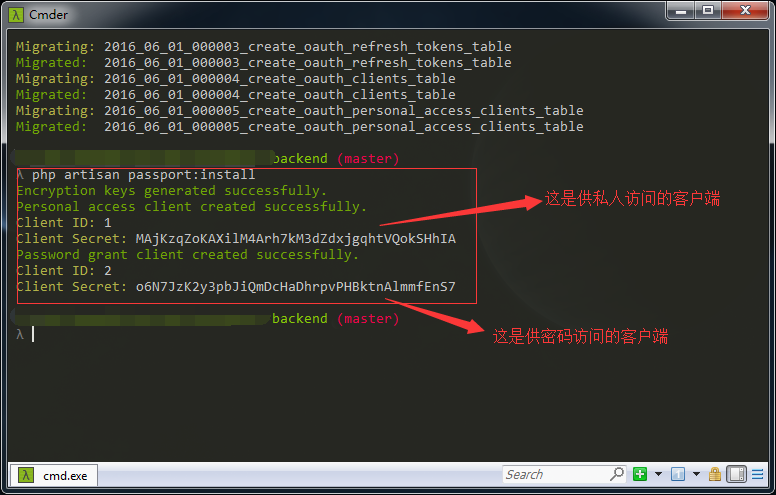 Cmder
Migrating: 2016_06_01_000003_create_oauth_refresh_tokens_table
Migrated:  2016_06_01_000003_create_oauth_refresh_tokens_table
Migrating: 2016_06_01_000004_create_oauth_clients_table
Migrated:  2016_06_01_000004_create_oauth_clients_table
Migrating: 2016_06_01_000005_create_oauth_personal_access_clients_table
Migrated:  2016_06_01_000005_create_oauth_personal_access_clients_table
backend (master)
λ php artisan passport:install
Encryption keys generated successfully.
Personal access client created successfully.
这是供私人访问的客户端
Client ID: 1
Client Secret: MAjKzqZoKAXilM4Arh7kM3dZdxjgqhtVQokSHhIA
Password grant client created successfully.
Client ID: 2
Client Secret: o6N7JzK2y3pbJiQmDcHaDhrpvPHBktnAlmmfEnS7
backend (master)
λ
这是供密码访问的客户端
cmd.exe
Search